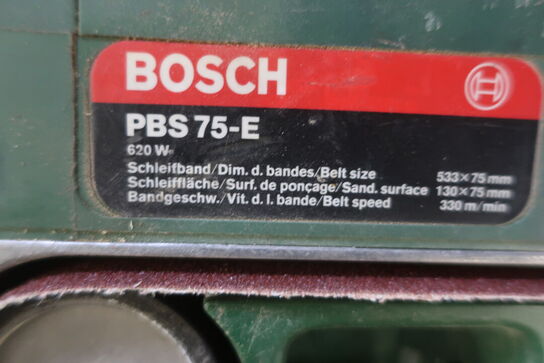 BOSCH
PBS 75-E
620 W
Schleifband/Dim. d. bandes/Belt size 533×75 mm
Schleiffläche/Surf. de ponçage/Sand. surface 130×75 mm
Bandgeschw./Vit. d. l. bande/Belt speed 330 m/min